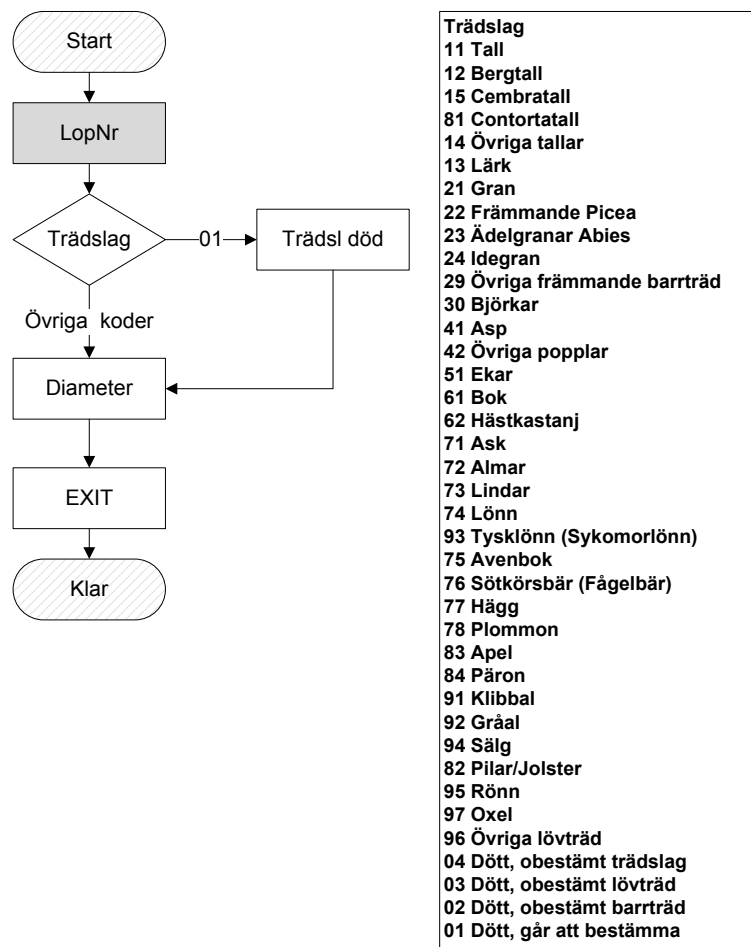 Start
LopNr
Trädslag
01
Trädsl död
Övriga koder
Diameter
EXIT
Klar
Trädslag
11 Tall
12 Bergtall
15 Cembratall
81 Contortatall
14 Övriga tallar
13 Lärk
21 Gran
22 Främmande Picea
23 Ädelgranar Abies
24 Idegran
29 Övriga främmande barrträd
30 Björkar
41 Asp
42 Övriga popplar
51 Ekar
61 Bok
62 Hästkastanj
71 Ask
72 Almar
73 Lindar
74 Lönn
93 Tysklönn (Sykomorlönn)
75 Avenbok
76 Sötkörsbär (Fågelbär)
77 Hägg
78 Plommon
83 Apel
84 Päron
91 Klibbal
92 Gråal
94 Sälg
82 Pilar/Jolster
95 Rönn
97 Oxel
96 Övriga lövträd
04 Dött, obestämt trädslag
03 Dött, obestämt lövträd
02 Dött, obestämt barrträd
01 Dött, går att bestämma